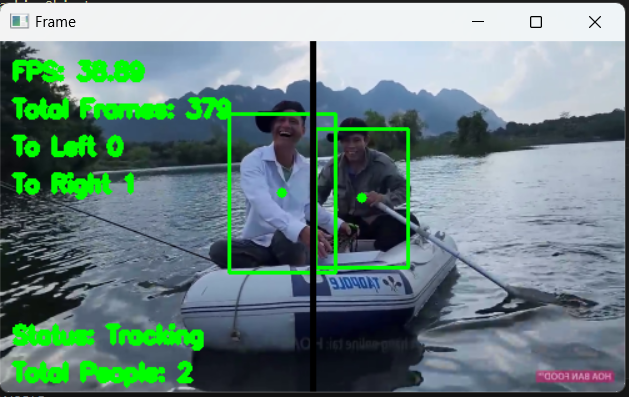 Frame
FPS: 38.89
Total Frames: 379
To Left 0
To Right 1
TADPOLE
Status: Tracking
Total People: 2
HOA BAN FOOD™